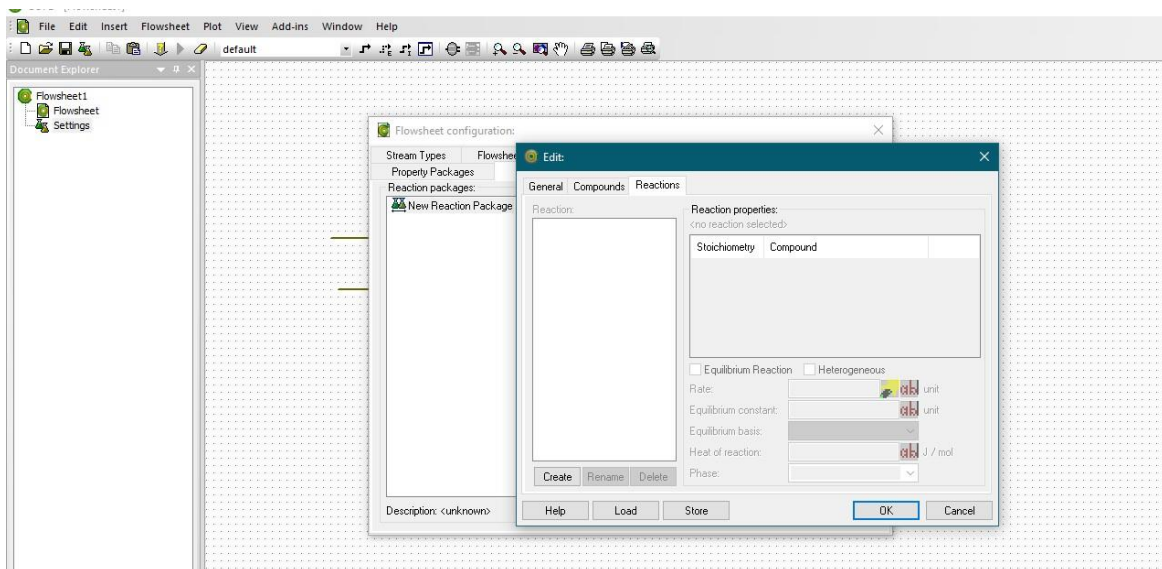 File Edit Insert Flowsheet Plot View Add-ins Window Help
default
Document Explorer
Flowsheet1
Flowsheet
Settings
Flowsheet configuration:
Stream Types
Property Packages
Reaction packages:
New Reaction Package
Description: <unknown>
Edit:
General Compounds Reactions
Reaction:
Create Rename Delete
Reaction properties:
<no reaction selected>
Stoichiometry Compound
Equilibrium Reaction Heterogeneous
Rate: unit
Equilibrium constant: unit
Equilibrium basis:
Heat of reaction: J / mol
Phase:
Help Load Store OK Cancel